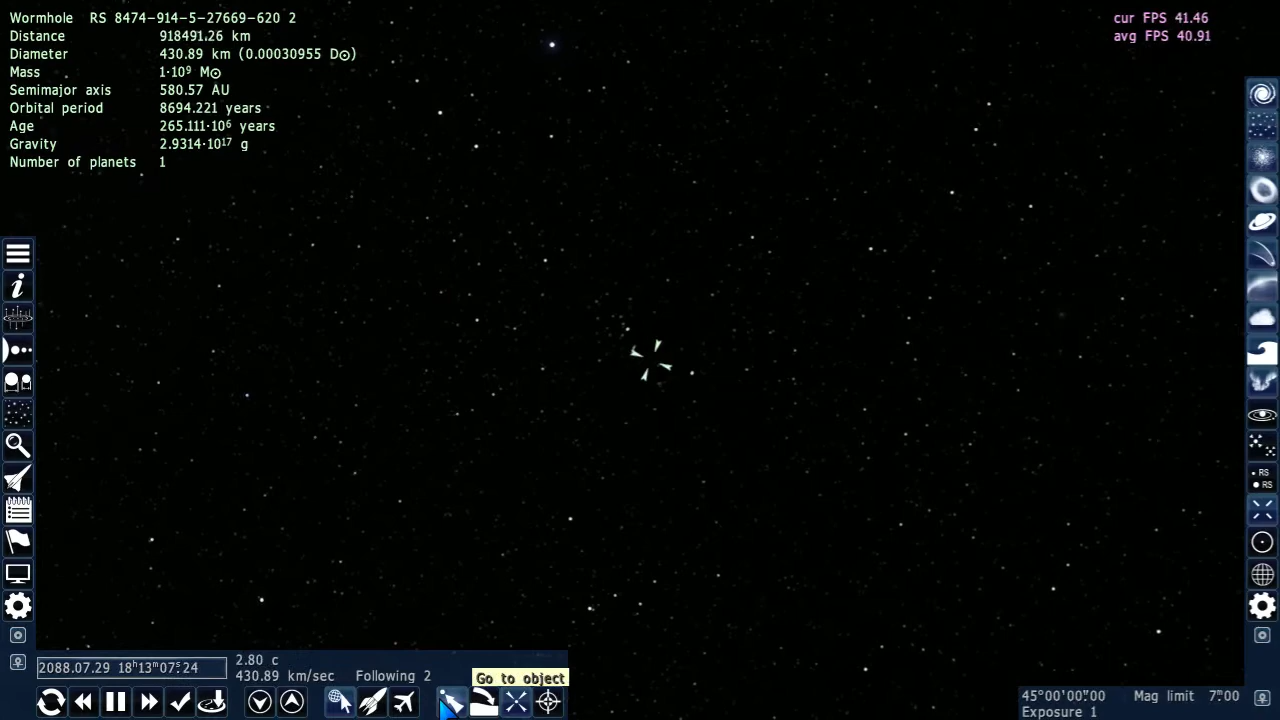 Wormhole RS 8474-914-5-27669-620 2
Distance 918491.26 km
Diameter 430.89 km (0.00030955 D⊙)
Mass 1·10⁹ M⊙
Semimajor axis 580.57 AU
Orbital period 8694.221 years
Age 265.111·10⁶ years
Gravity 2.9314·10¹⁷ g
Number of planets 1
cur FPS 41.46
avg FPS 40.91
RS
RS
2088.07.29 18ʰ13ᵐ07ˢ.24
2.80 c
430.89 km/sec Following 2
Go to object
45°00'00"00 Mag limit 7ᵐ00
Exposure 1